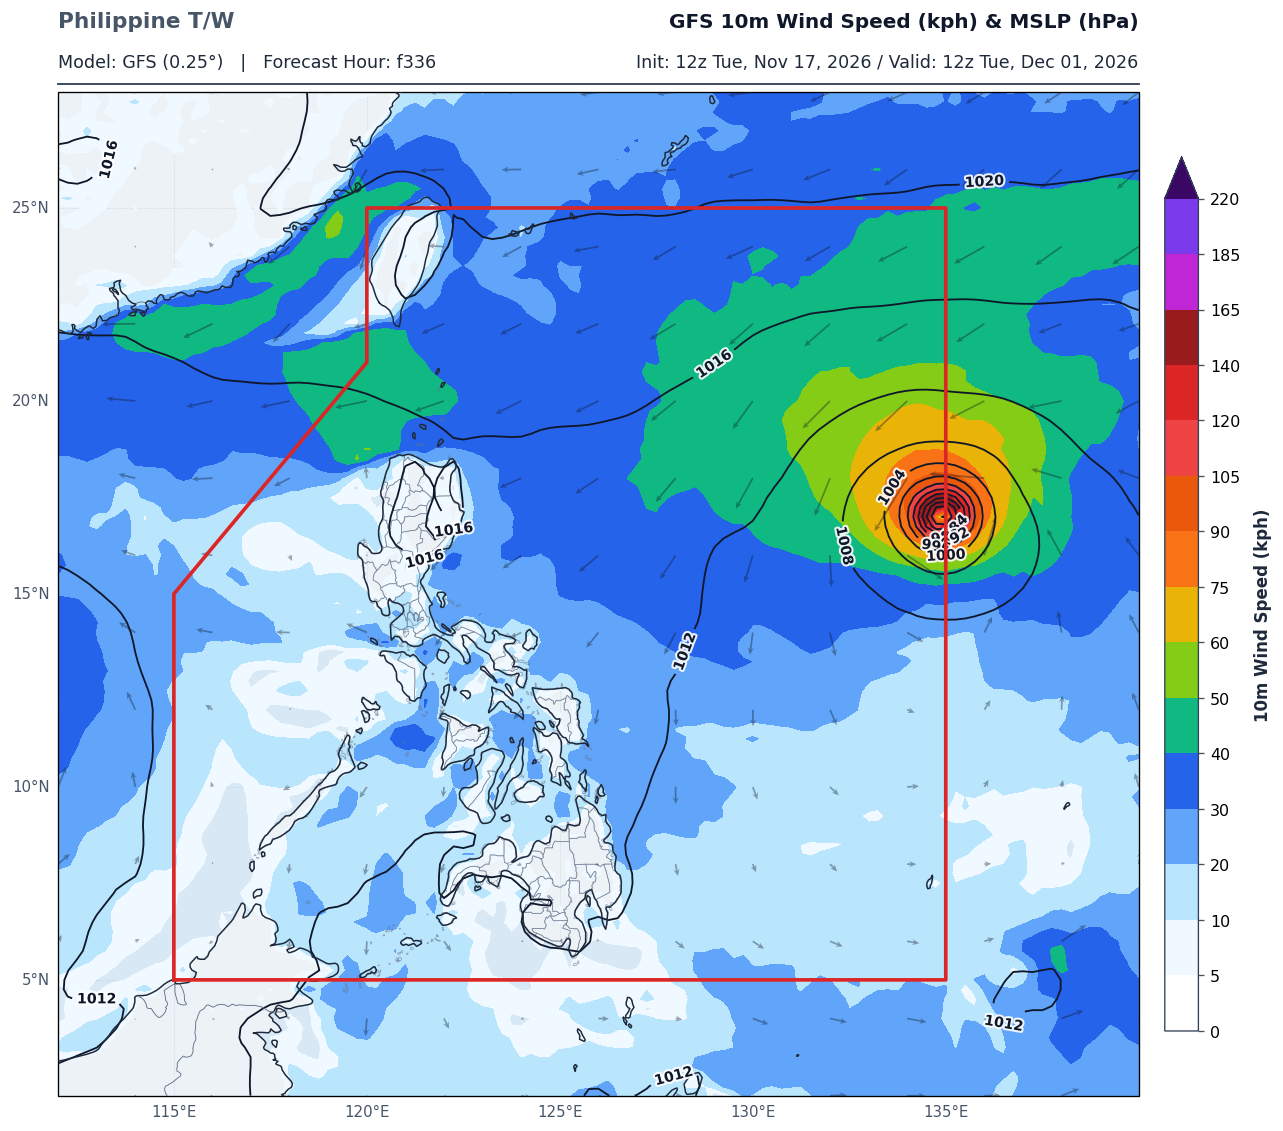 Philippine T/W
GFS 10m Wind Speed (kph) & MSLP (hPa)
Model: GFS (0.25°) | Forecast Hour: f336
Init: 12z Tue, Nov 17, 2026 / Valid: 12z Tue, Dec 01, 2026
1016
1020
25°N
1016
20°N
1004
1016
1016
1008
992
1000
15°N
1012
10°N
5°N
1012
1012
1012
115°E
120°E
125°E
130°E
135°E
220
185
165
140
120
105
90
75
60
50
40
30
20
10
5
0
10m Wind Speed (kph)